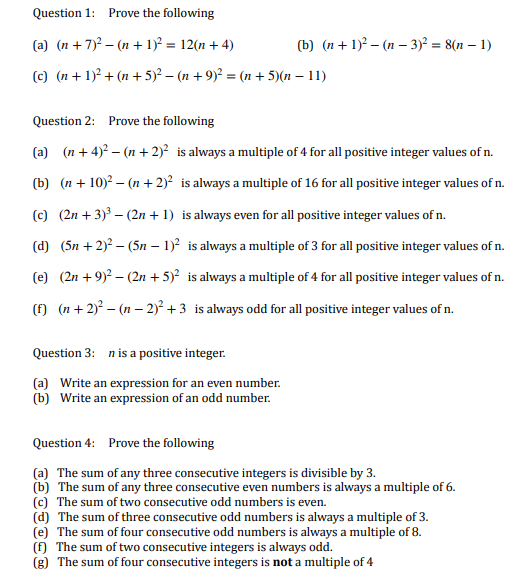 Question 1: Prove the following
(a) (n + 7)² – (n + 1)² = 12(n + 4) (b) (n + 1)² – (n – 3)² = 8(n – 1)
(c) (n + 1)² + (n + 5)² – (n + 9)² = (n + 5)(n – 11)
Question 2: Prove the following
(a) (n + 4)² – (n + 2)² is always a multiple of 4 for all positive integer values of n.
(b) (n + 10)² – (n + 2)² is always a multiple of 16 for all positive integer values of n.
(c) (2n + 3)³ – (2n + 1) is always even for all positive integer values of n.
(d) (5n + 2)² – (5n – 1)² is always a multiple of 3 for all positive integer values of n.
(e) (2n + 9)² – (2n + 5)² is always a multiple of 4 for all positive integer values of n.
(f) (n + 2)² – (n – 2)² + 3 is always odd for all positive integer values of n.
Question 3: n is a positive integer.
(a) Write an expression for an even number.
(b) Write an expression of an odd number.
Question 4: Prove the following
(a) The sum of any three consecutive integers is divisible by 3.
(b) The sum of any three consecutive even numbers is always a multiple of 6.
(c) The sum of two consecutive odd numbers is even.
(d) The sum of three consecutive odd numbers is always a multiple of 3.
(e) The sum of four consecutive odd numbers is always a multiple of 8.
(f) The sum of two consecutive integers is always odd.
(g) The sum of four consecutive integers is not a multiple of 4